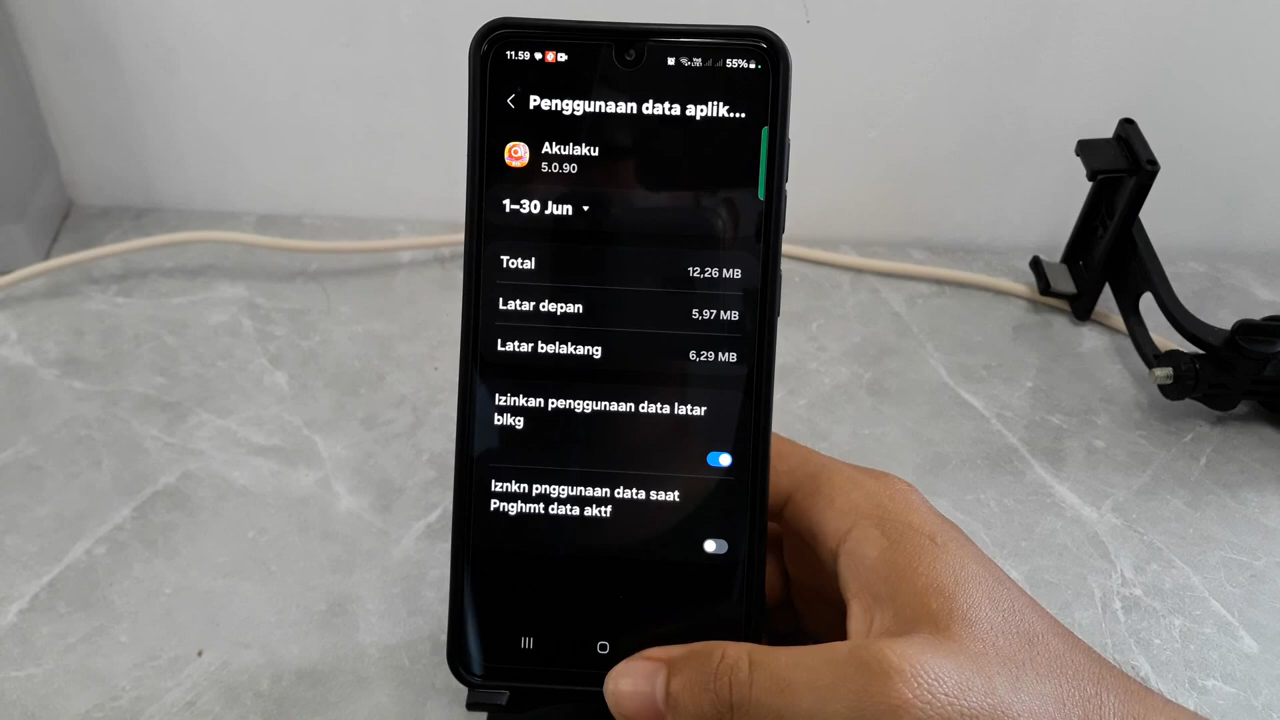 11.59 55%
Penggunaan data aplik...
Akulaku
5.0.90
1–30 Jun
Total 12,26 MB
Latar depan 5,97 MB
Latar belakang 6,29 MB
Izinkan penggunaan data latar
blkg
Iznkn pnggunaan data saat
Pnghmt data aktf